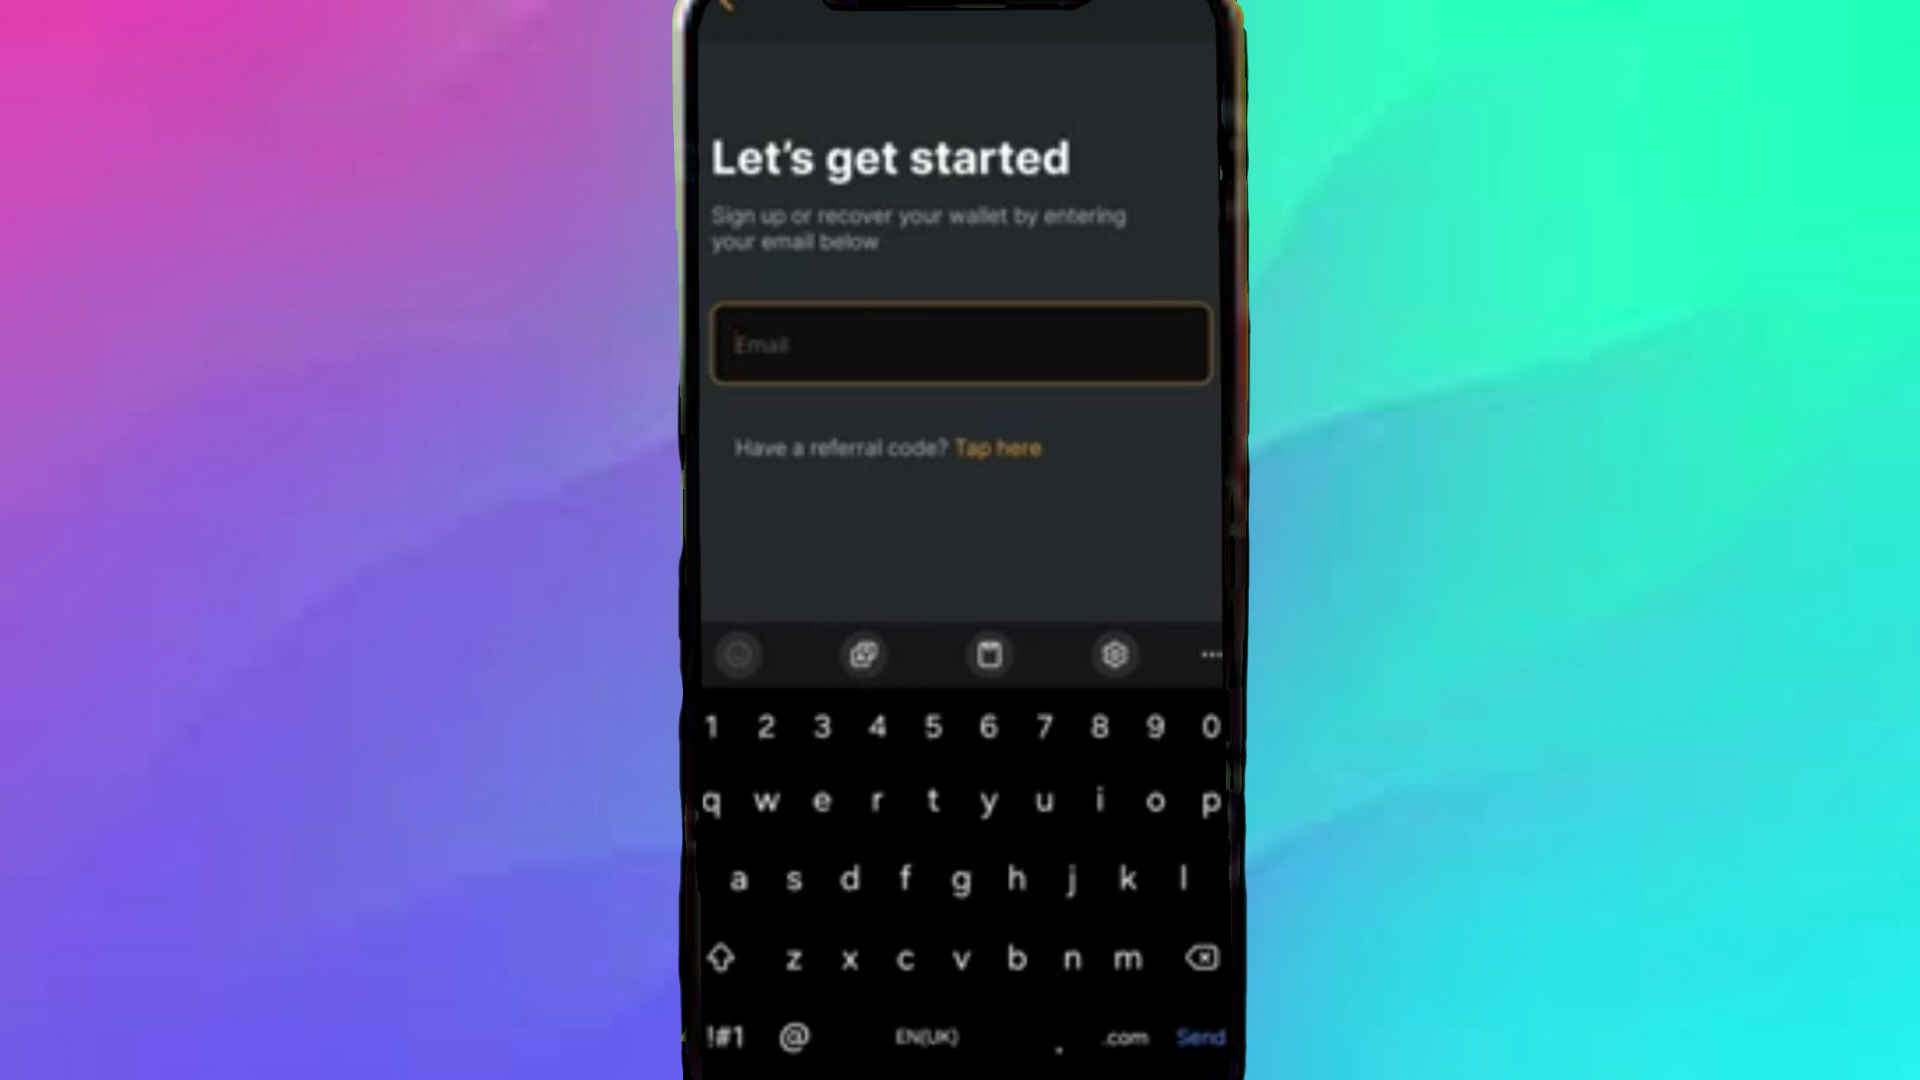 Let's get started
Sign up or recover your wallet by entering
your email below
Email
Have a referral code? Tap here
1 2 3 4 5 6 7 8 9 0
q w e r t y u i o p
a s d f g h j k l
z x c v b n m
!#1 @ EN(UK) . .com Send